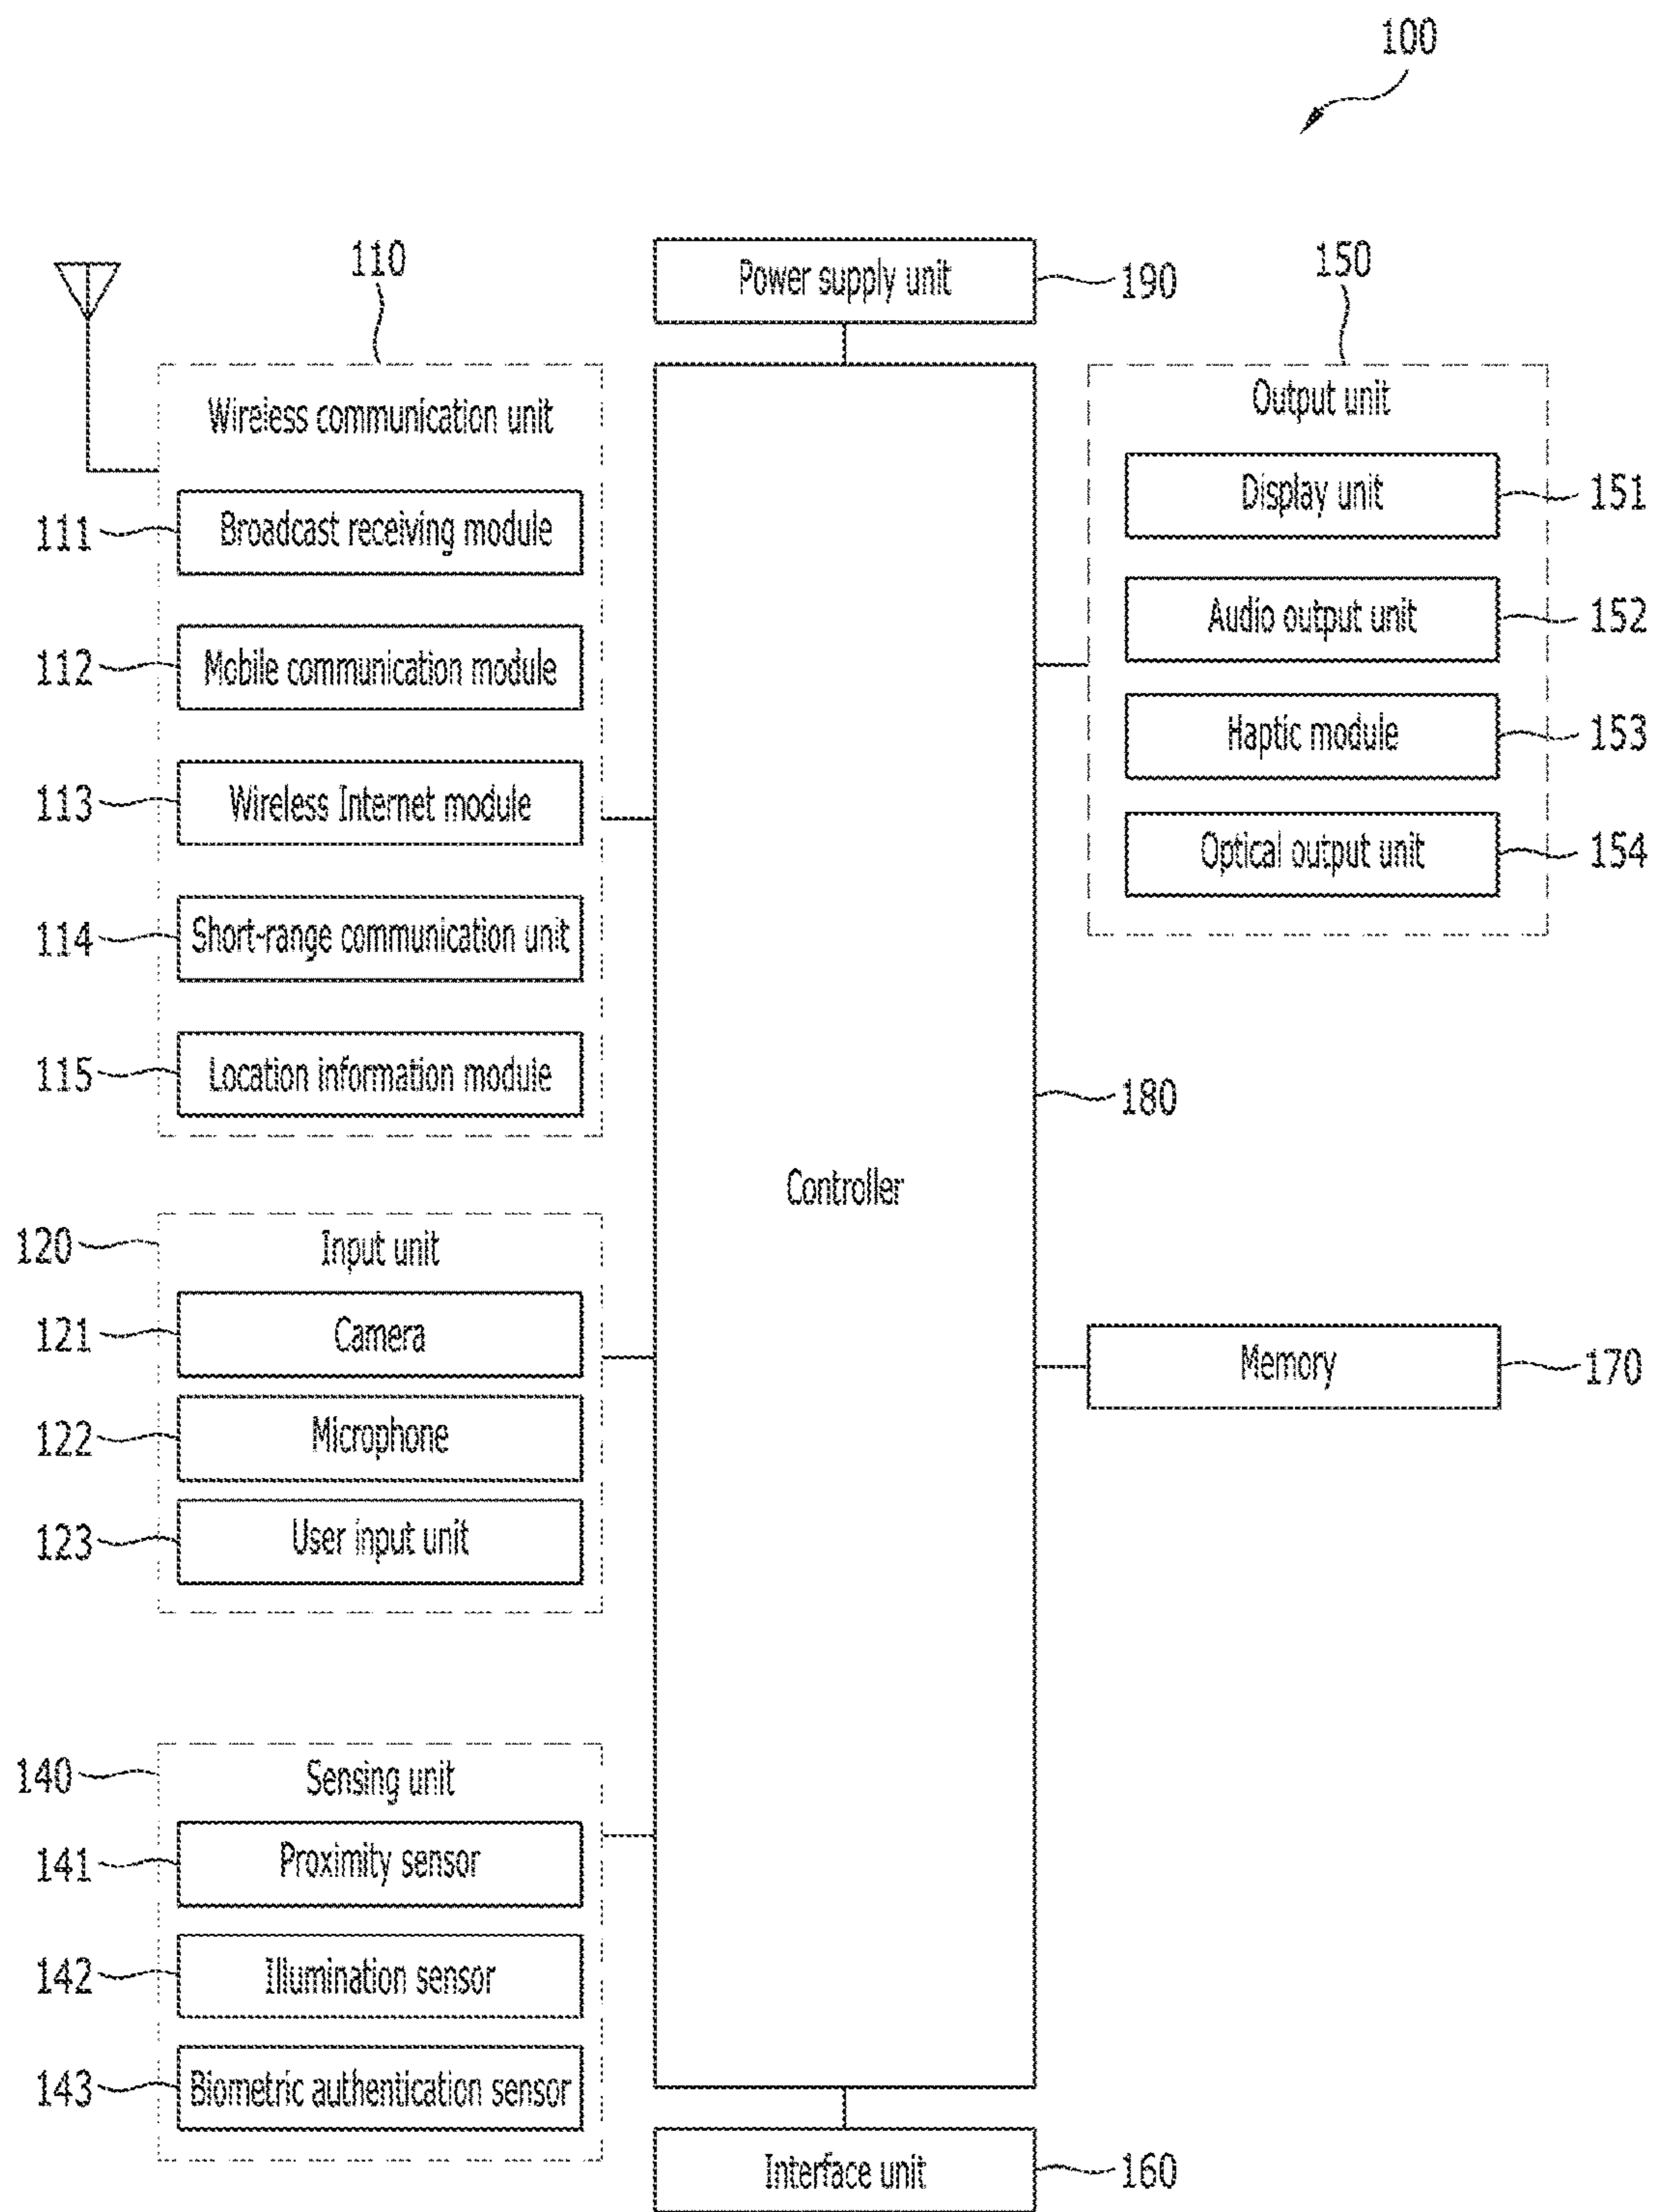 100
110
Power supply unit
190
150
Wireless communication unit
Output unit
111
Broadcast receiving module
Display unit
151
112
Mobile communication module
Audio output unit
152
113
Wireless Internet module
Haptic module
153
114
Short-range communication unit
Optical output unit
154
115
Location information module
180
Controller
120
Input unit
121
Camera
Memory
170
122
Microphone
123
User input unit
140
Sensing unit
141
Proximity sensor
142
Illumination sensor
143
Biometric authentication sensor
Interface unit
160